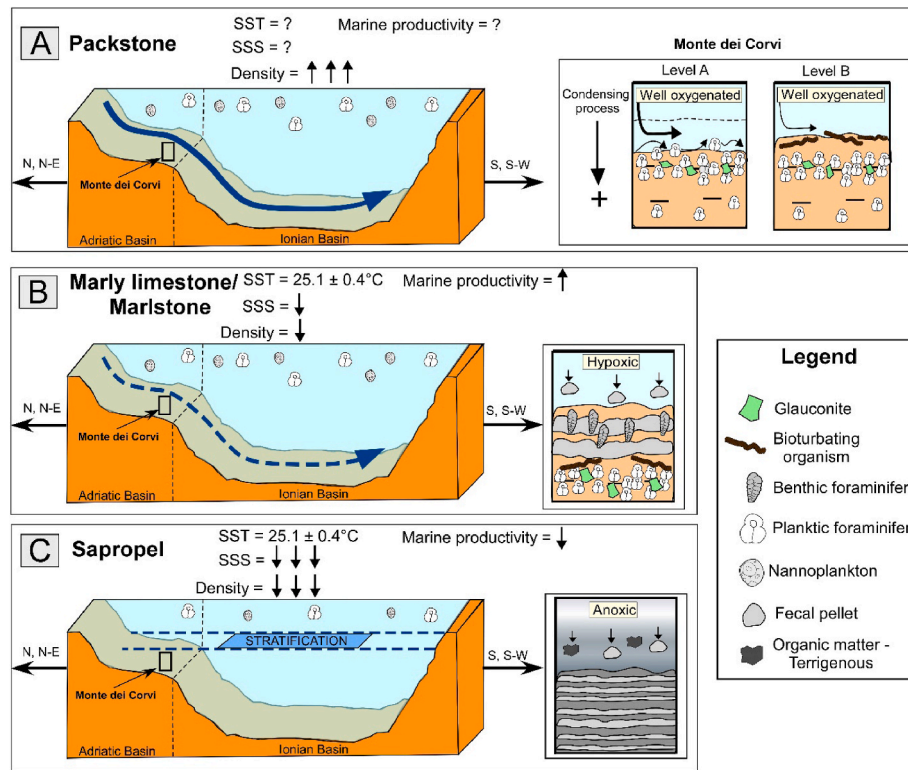 A Packstone
SST = ?
SSS = ?
Density = ↑ ↑ ↑
Marine productivity = ?
N, N-E
Monte dei Corvi
Adriatic Basin
Ionian Basin
S, S-W
Monte dei Corvi
Level A
Level B
Condensing
process
+
Well oxygenated
Well oxygenated
B Marly limestone/
Marlstone
SST = 25.1 ± 0.4°C
SSS = ↓
Density = ↓
Marine productivity = ↑
N, N-E
Monte dei Corvi
Adriatic Basin
Ionian Basin
S, S-W
Hypoxic
C Sapropel
SST = 25.1 ± 0.4°C
SSS = ↓ ↓ ↓
Density = ↓ ↓ ↓
Marine productivity = ↓
STRATIFICATION
N, N-E
Monte dei Corvi
Adriatic Basin
Ionian Basin
S, S-W
Anoxic
Legend
Glauconite
Bioturbating
organism
Benthic foraminifer
Planktic foraminifer
Nannoplankton
Fecal pellet
Organic matter -
Terrigenous